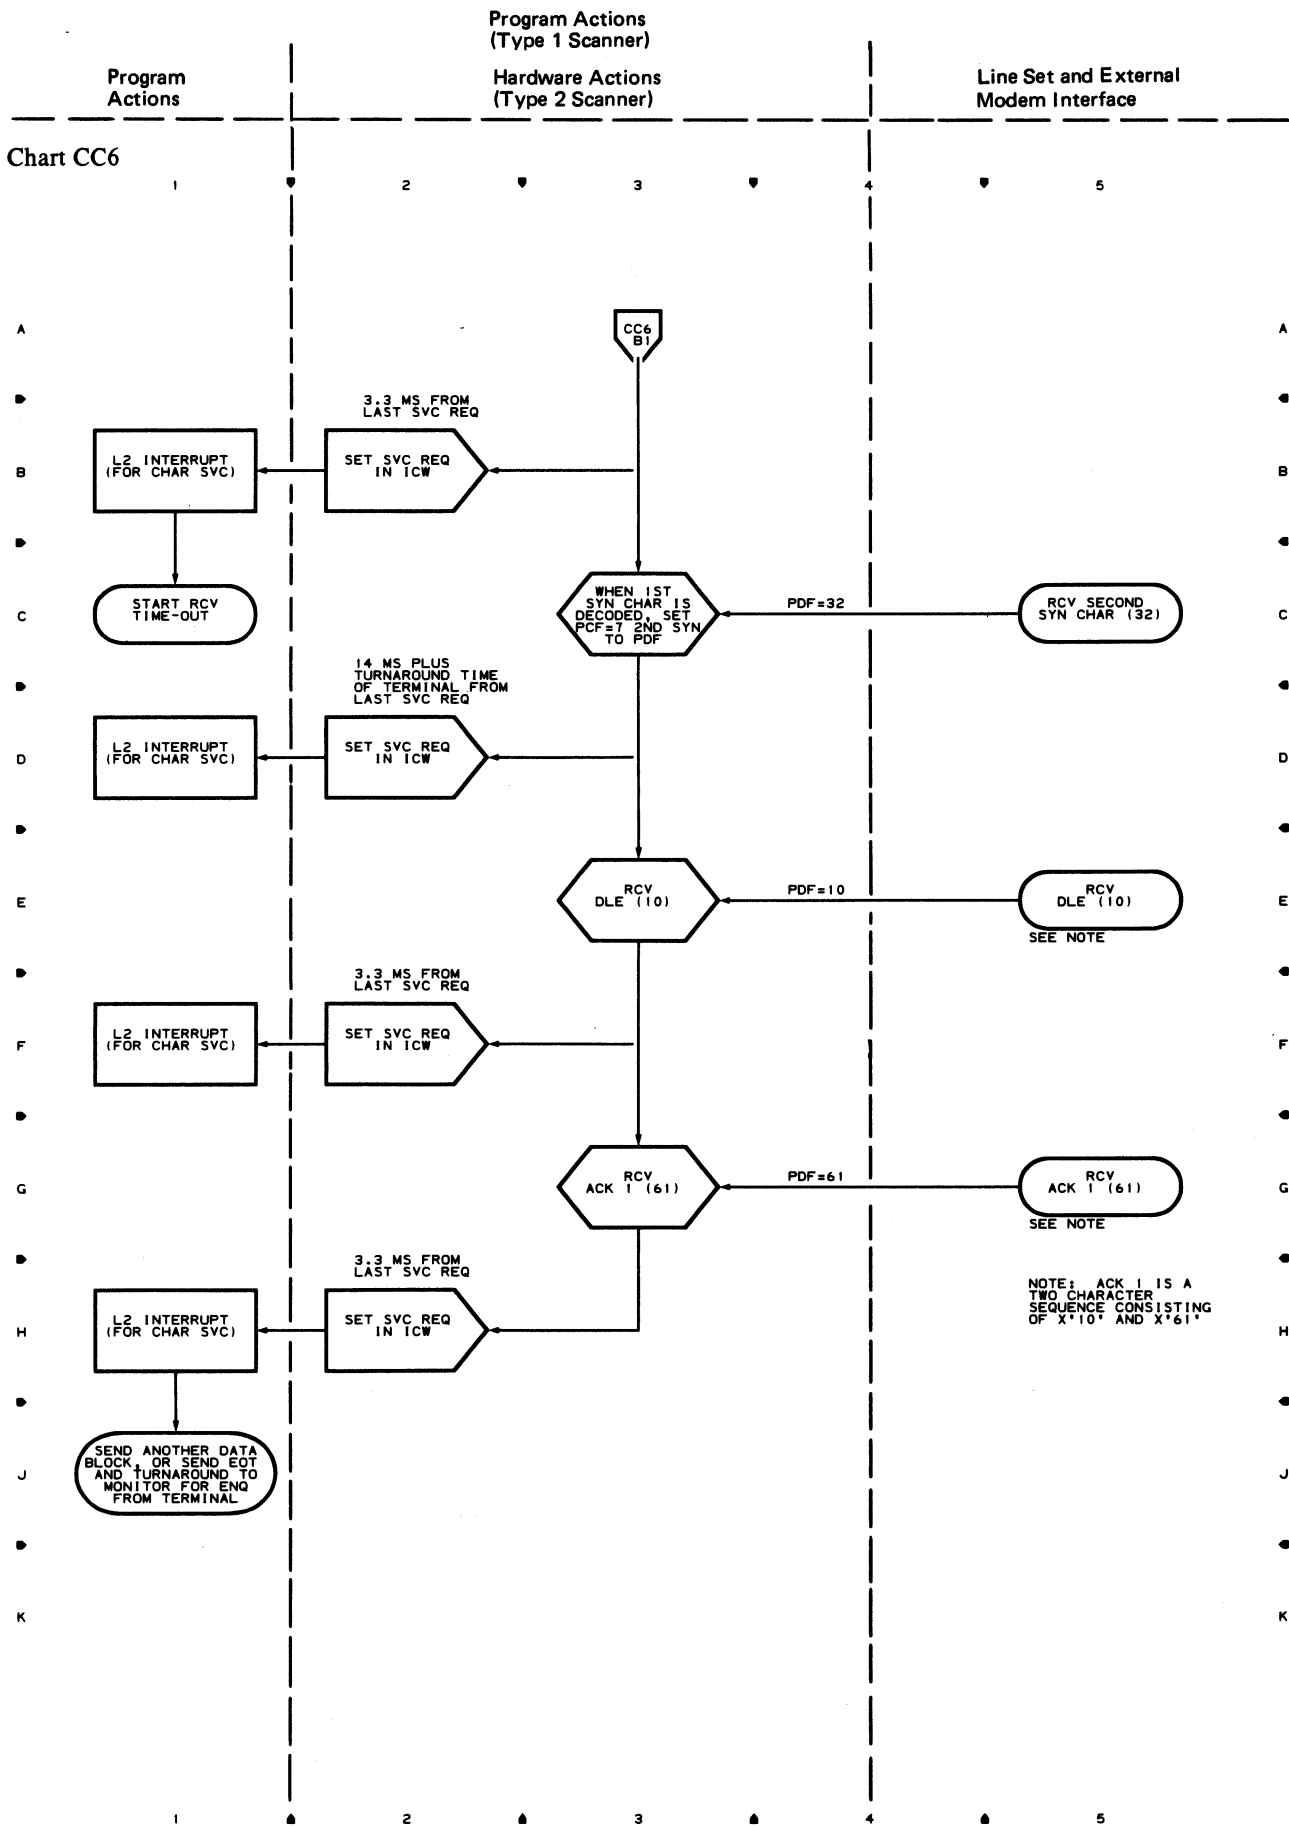 Program Actions
(Type 1 Scanner)
Program
Actions
Hardware Actions
(Type 2 Scanner)
Line Set and External
Modem Interface
Chart CC6
1 2 3 4 5
A
CC6
B1
A
3.3 MS FROM
LAST SVC REQ
B
L2 INTERRUPT
(FOR CHAR SVC)
SET SVC REQ
IN ICW
B
C
START RCV
TIME-OUT
WHEN 1ST
SYN CHAR IS
DECODED, SET
PCF=7 2ND SYN
TO PDF
PDF=32
RCV SECOND
SYN CHAR (32)
C
14 MS PLUS
TURNAROUND TIME
OF TERMINAL FROM
LAST SVC REQ
D
L2 INTERRUPT
(FOR CHAR SVC)
SET SVC REQ
IN ICW
D
E
RCV
DLE (10)
PDF=10
RCV
DLE (10)
E
SEE NOTE
3.3 MS FROM
LAST SVC REQ
F
L2 INTERRUPT
(FOR CHAR SVC)
SET SVC REQ
IN ICW
F
G
RCV
ACK 1 (61)
PDF=61
RCV
ACK 1 (61)
G
SEE NOTE
3.3 MS FROM
LAST SVC REQ
NOTE: ACK 1 IS A
TWO CHARACTER
SEQUENCE CONSISTING
OF X'10' AND X'61'
H
L2 INTERRUPT
(FOR CHAR SVC)
SET SVC REQ
IN ICW
H
J
SEND ANOTHER DATA
BLOCK, OR SEND EOT
AND TURNAROUND TO
MONITOR FOR ENQ
FROM TERMINAL
J
K K
1 2 3 4 5